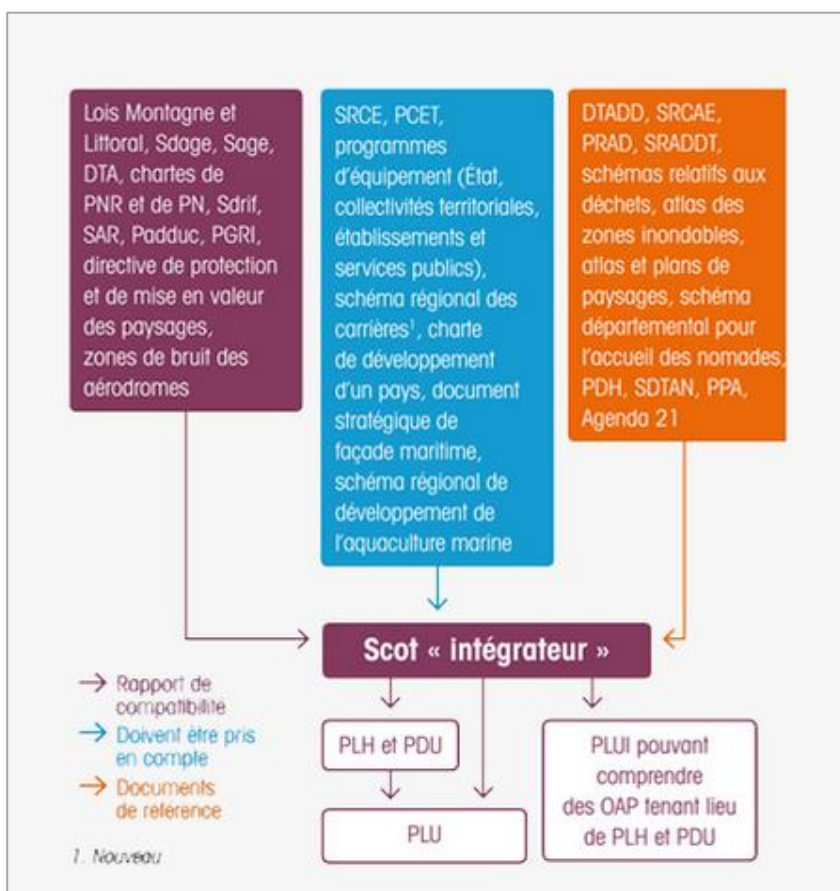 Lois Montagne et
Littoral, Sdage, Sage,
DTA, chartes de
PNR et de PN, Sdrif,
SAR, Padduc, PGRI,
directive de protection
et de mise en valeur
des paysages,
zones de bruit des
aérodromes
SRCE, PCET,
programmes
d'équipement (État,
collectivités territoriales,
établissements et
services publics),
schéma régional des
carrières¹, charte
de développement
d'un pays, document
stratégique de
façade maritime,
schéma régional de
développement de
l'aquaculture marine
DTADD, SRCAE,
PRAD, SRADDT,
schémas relatifs aux
déchets, atlas des
zones inondables,
atlas et plans de
paysages, schéma
départemental pour
l'accueil des nomades,
PDH, SDTAN, PPA,
Agenda 21
Scot « intégrateur »
Rapport de
compatibilité
Doivent être pris
en compte
Documents
de référence
1. Nouveau
PLH et PDU
PLU
PLUI pouvant
comprendre
des OAP tenant lieu
de PLH et PDU